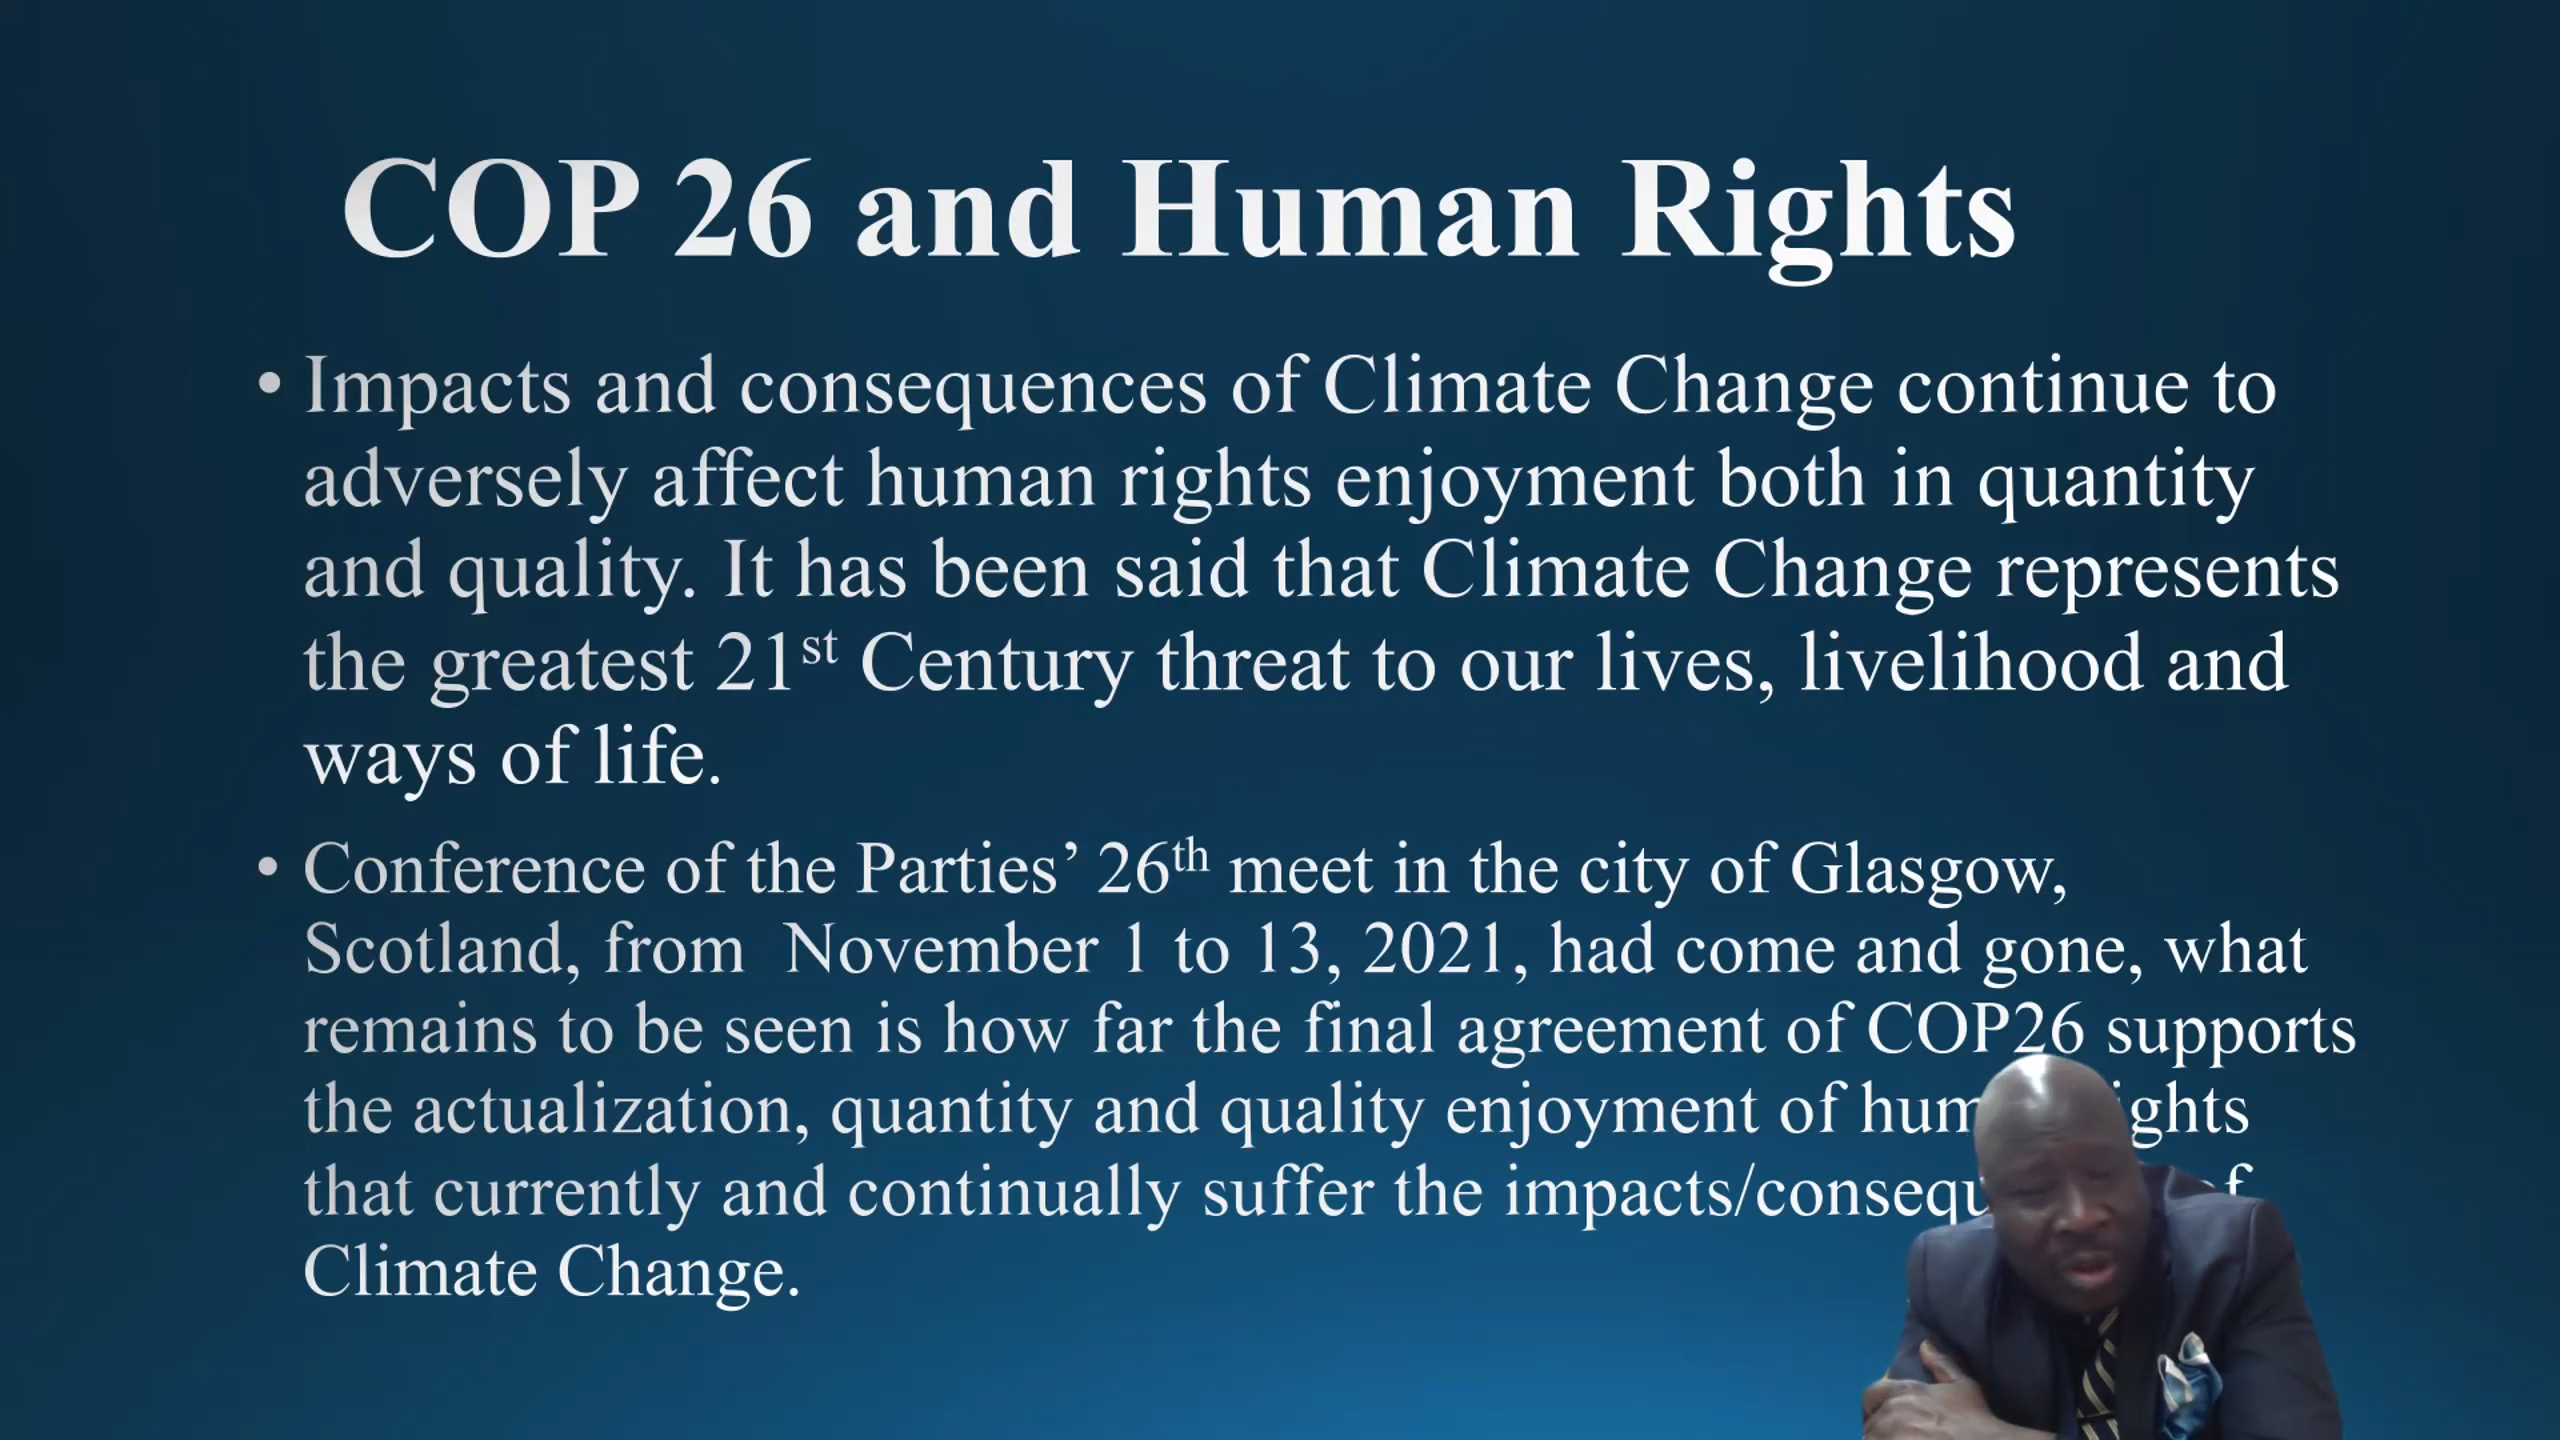 COP 26 and Human Rights
• Impacts and consequences of Climate Change continue to
adversely affect human rights enjoyment both in quantity
and quality. It has been said that Climate Change represents
the greatest 21st Century threat to our lives, livelihood and
ways of life.
• Conference of the Parties’ 26th meet in the city of Glasgow,
Scotland, from  November 1 to 13, 2021, had come and gone, what
remains to be seen is how far the final agreement of COP26 supports
the actualization, quantity and quality enjoyment of
that currently and continually suffer the
Climate Change.